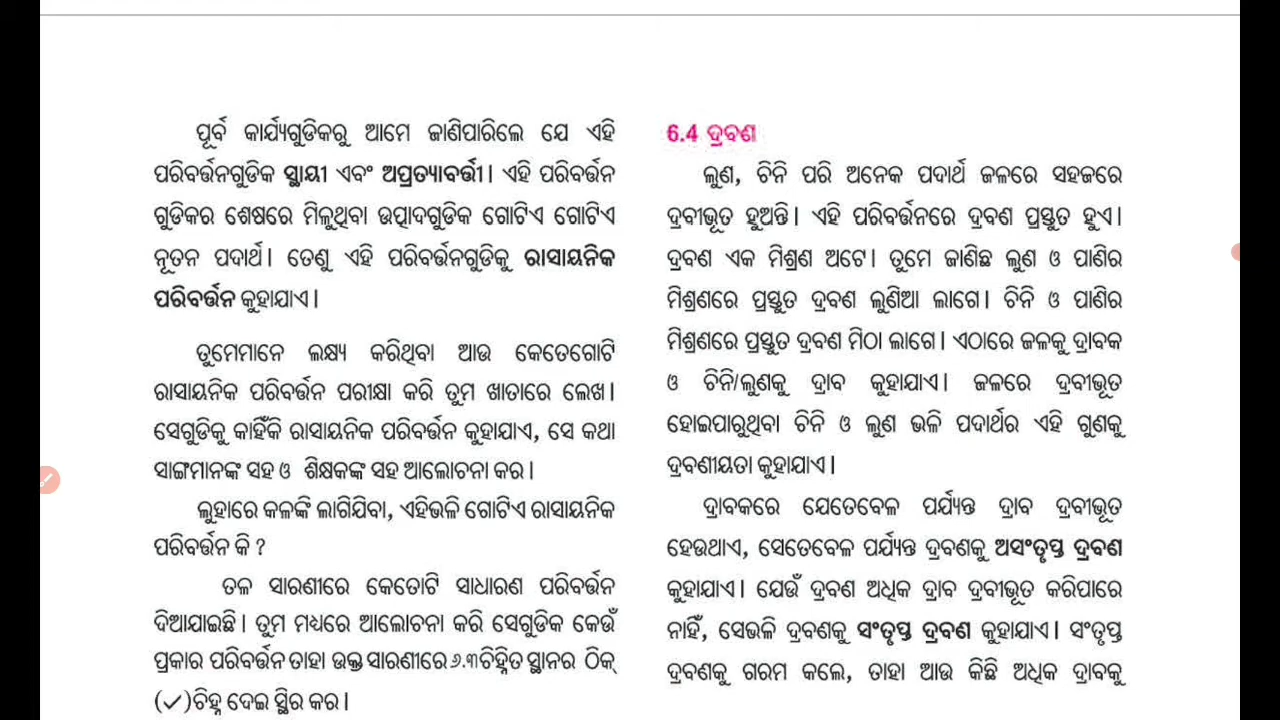 ପୂର୍ବ କାର୍ଯ୍ୟଗୁଡିକରୁ ଆମେ ଜାଣିପାରିଲେ ଯେ ଏହି
ପରିବର୍ତ୍ତନଗୁଡିକ ସ୍ଥାୟୀ ଏବଂ ଅପ୍ରତ୍ୟାବର୍ତ୍ତୀ। ଏହି ପରିବର୍ତ୍ତନ
ଗୁଡିକର ଶେଷରେ ମିଳୁଥିବା ଉତ୍ପାଦଗୁଡିକ ଗୋଟିଏ ଗୋଟିଏ
ନୂତନ ପଦାର୍ଥ। ତେଣୁ ଏହି ପରିବର୍ତ୍ତନଗୁଡିକୁ ରାସାୟନିକ
ପରିବର୍ତ୍ତନ କୁହାଯାଏ।
ତୁମେମାନେ ଲକ୍ଷ୍ୟ କରିଥିବା ଆଉ କେତେଗୋଟି
ରାସାୟନିକ ପରିବର୍ତ୍ତନ ପରୀକ୍ଷା କରି ତୁମ ଖାତାରେ ଲେଖ।
ସେଗୁଡିକୁ କାହିଁକି ରାସାୟନିକ ପରିବର୍ତ୍ତନ କୁହାଯାଏ, ସେ କଥା
ସାଙ୍ଗମାନଙ୍କ ସହ ଓ ଶିକ୍ଷକଙ୍କ ସହ ଆଲୋଚନା କର।
ଲୁହାରେ କଳଙ୍କି ଲାଗିଯିବା, ଏହିଭଳି ଗୋଟିଏ ରାସାୟନିକ
ପରିବର୍ତ୍ତନ କି ?
ତଳ ସାରଣୀରେ କେତୋଟି ସାଧାରଣ ପରିବର୍ତ୍ତନ
ଦିଆଯାଇଛି। ତୁମ ମଧ୍ୟରେ ଆଲୋଚନା କରି ସେଗୁଡିକ କେଉଁ
ପ୍ରକାର ପରିବର୍ତ୍ତନ ତାହା ଉକ୍ତ ସାରଣୀରେ ୬.୩ ଚିହ୍ନିତ ସ୍ଥାନର ଠିକ୍
(✓) ଚିହ୍ନ ଦେଇ ସ୍ଥିର କର।
6.4 ଦ୍ରବଣ
ଲୁଣ, ଚିନି ପରି ଅନେକ ପଦାର୍ଥ ଜଳରେ ସହଜରେ
ଦ୍ରବୀଭୂତ ହୁଅନ୍ତି। ଏହି ପରିବର୍ତ୍ତନରେ ଦ୍ରବଣ ପ୍ରସ୍ତୁତ ହୁଏ।
ଦ୍ରବଣ ଏକ ମିଶ୍ରଣ ଅଟେ। ତୁମେ ଜାଣିଛ ଲୁଣ ଓ ପାଣିର
ମିଶ୍ରଣରେ ପ୍ରସ୍ତୁତ ଦ୍ରବଣ ଲୁଣିଆ ଲାଗେ। ଚିନି ଓ ପାଣିର
ମିଶ୍ରଣରେ ପ୍ରସ୍ତୁତ ଦ୍ରବଣ ମିଠା ଲାଗେ। ଏଠାରେ ଜଳକୁ ଦ୍ରାବକ
ଓ ଚିନି/ଲୁଣକୁ ଦ୍ରାବ କୁହାଯାଏ। ଜଳରେ ଦ୍ରବୀଭୂତ
ହୋଇପାରୁଥିବା ଚିନି ଓ ଲୁଣ ଭଳି ପଦାର୍ଥର ଏହି ଗୁଣକୁ
ଦ୍ରବଣୀୟତା କୁହାଯାଏ।
ଦ୍ରାବକରେ ଯେତେବେଳ ପର୍ଯ୍ୟନ୍ତ ଦ୍ରାବ ଦ୍ରବୀଭୂତ
ହେଉଥାଏ, ସେତେବେଳ ପର୍ଯ୍ୟନ୍ତ ଦ୍ରବଣକୁ ଅସଂତୃପ୍ତ ଦ୍ରବଣ
କୁହାଯାଏ। ଯେଉଁ ଦ୍ରବଣ ଅଧିକ ଦ୍ରାବ ଦ୍ରବୀଭୂତ କରିପାରେ
ନାହିଁ, ସେଭଳି ଦ୍ରବଣକୁ ସଂତୃପ୍ତ ଦ୍ରବଣ କୁହାଯାଏ। ସଂତୃପ୍ତ
ଦ୍ରବଣକୁ ଗରମ କଲେ, ତାହା ଆଉ କିଛି ଅଧିକ ଦ୍ରାବକୁ